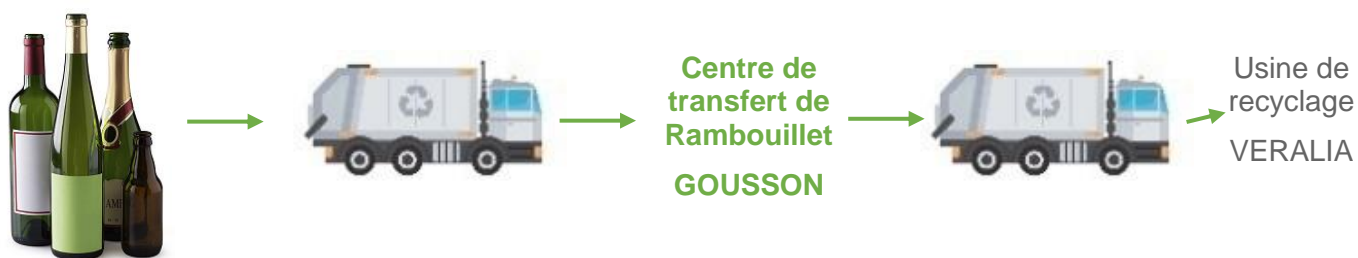 Centre de
transfert de
Rambouillet
GOUSSON
Usine de
recyclage
VERALIA